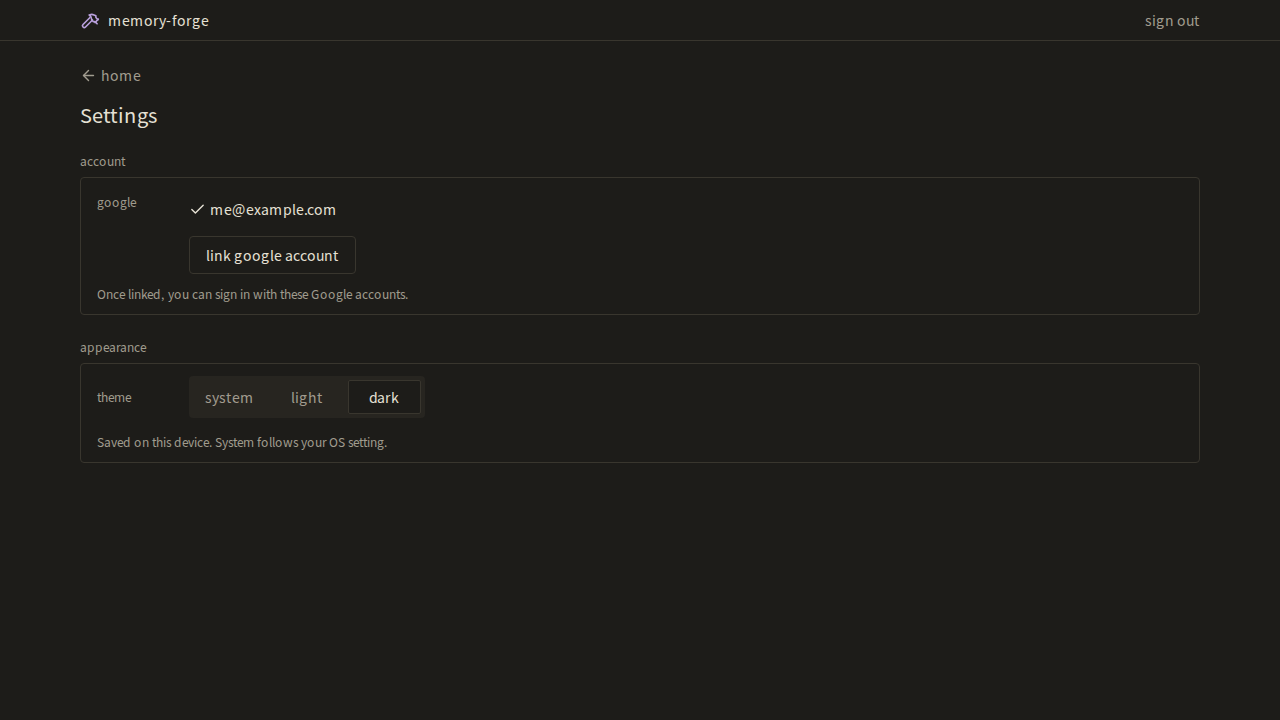 memory-forge
sign out
home
Settings
account
google
me@example.com
link google account
Once linked, you can sign in with these Google accounts.
appearance
theme
system
light
dark
Saved on this device. System follows your OS setting.